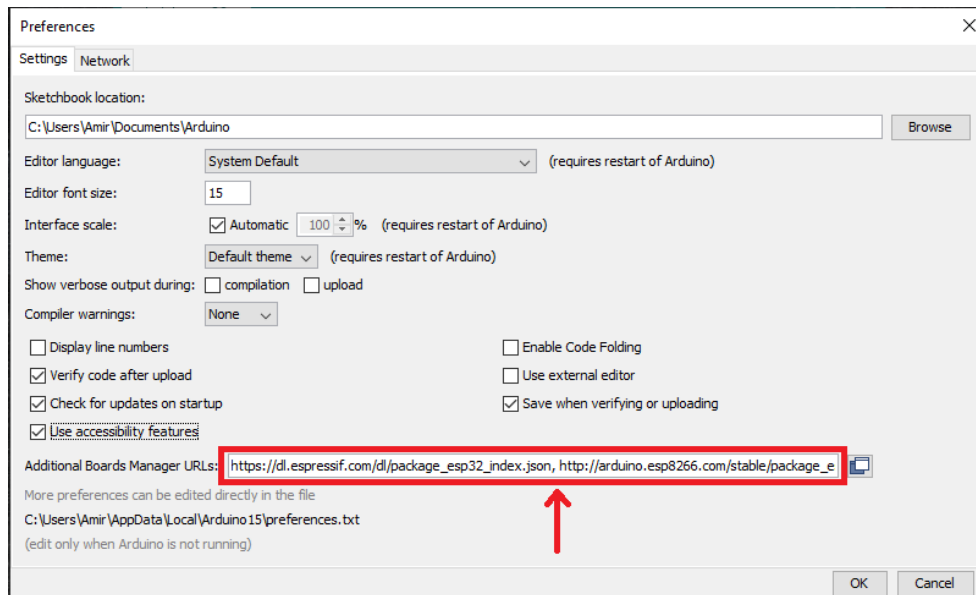 Preferences
Settings Network
Sketchbook location:
C:\Users\Amir\Documents\Arduino Browse
Editor language: System Default (requires restart of Arduino)
Editor font size: 15
Interface scale: Automatic 100 % (requires restart of Arduino)
Theme: Default theme (requires restart of Arduino)
Show verbose output during: compilation upload
Compiler warnings: None
Display line numbers Enable Code Folding
Verify code after upload Use external editor
Check for updates on startup Save when verifying or uploading
Use accessibility features
Additional Boards Manager URLs: https://dl.espressif.com/dl/package_esp32_index.json, http://arduino.esp8266.com/stable/package_e
More preferences can be edited directly in the file
C:\Users\Amir\AppData\Local\Arduino15\preferences.txt
(edit only when Arduino is not running)
OK Cancel